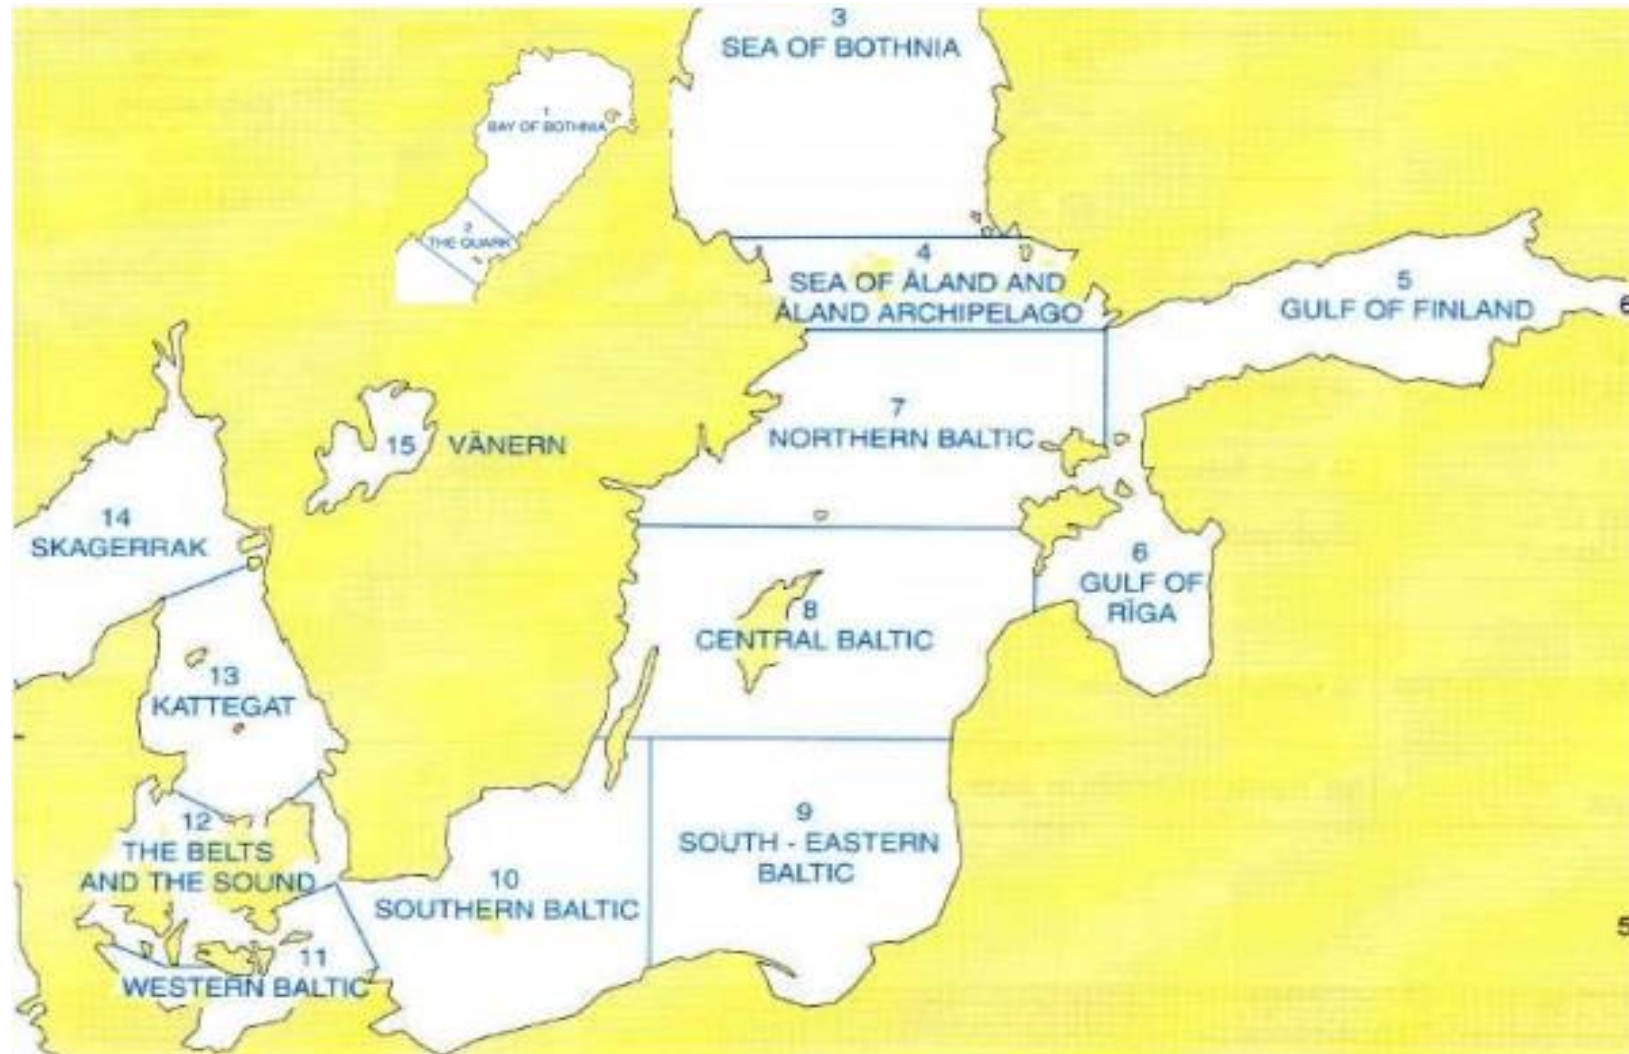 3
SEA OF BOTHNIA
1
BAY OF BOTHNIA
2
THE QUARK
4
SEA OF ÅLAND AND
ÅLAND ARCHIPELAGO
5
GULF OF FINLAND
6
7
NORTHERN BALTIC
15 VÄNERN
14
SKAGERRAK
6
GULF OF
RĪGA
8
CENTRAL BALTIC
13
KATTEGAT
9
SOUTH - EASTERN
BALTIC
12
THE BELTS
AND THE SOUND
10
SOUTHERN BALTIC
5
11
WESTERN BALTIC